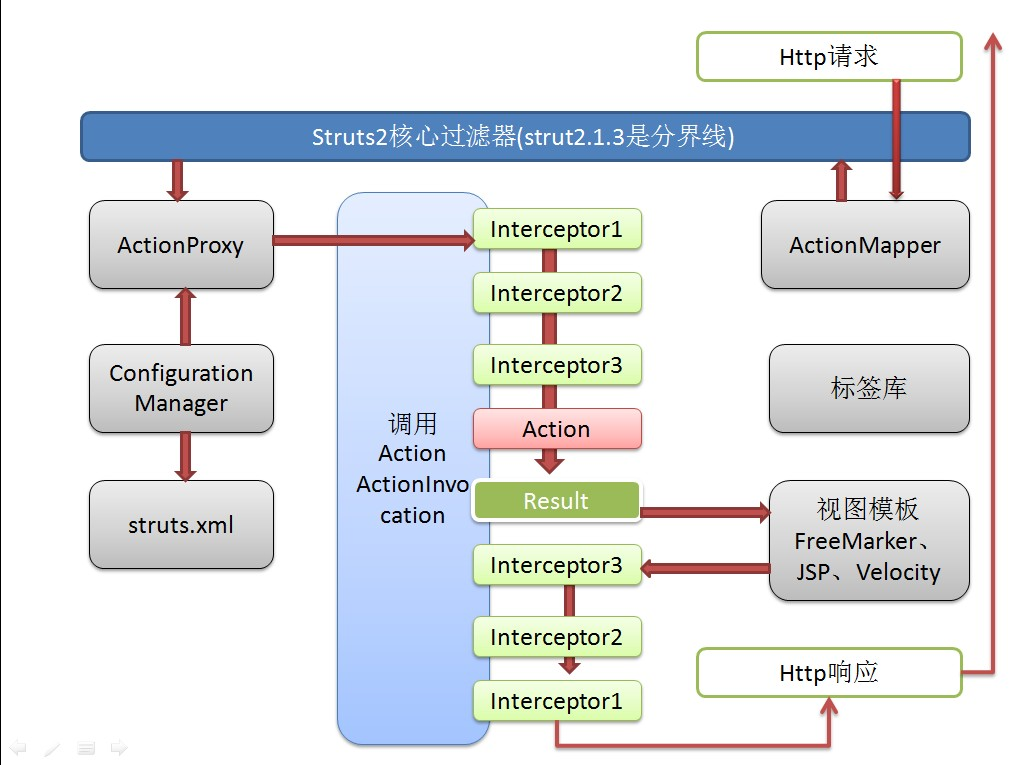 Http请求
Struts2核心过滤器(strut2.1.3是分界线)
ActionProxy
Interceptor1
ActionMapper
Interceptor2
Configuration
Manager
Interceptor3
标签库
调用
Action
ActionInvo
cation
Action
Result
struts.xml
视图模板
FreeMarker、
JSP、Velocity
Interceptor3
Interceptor2
Interceptor1
Http响应